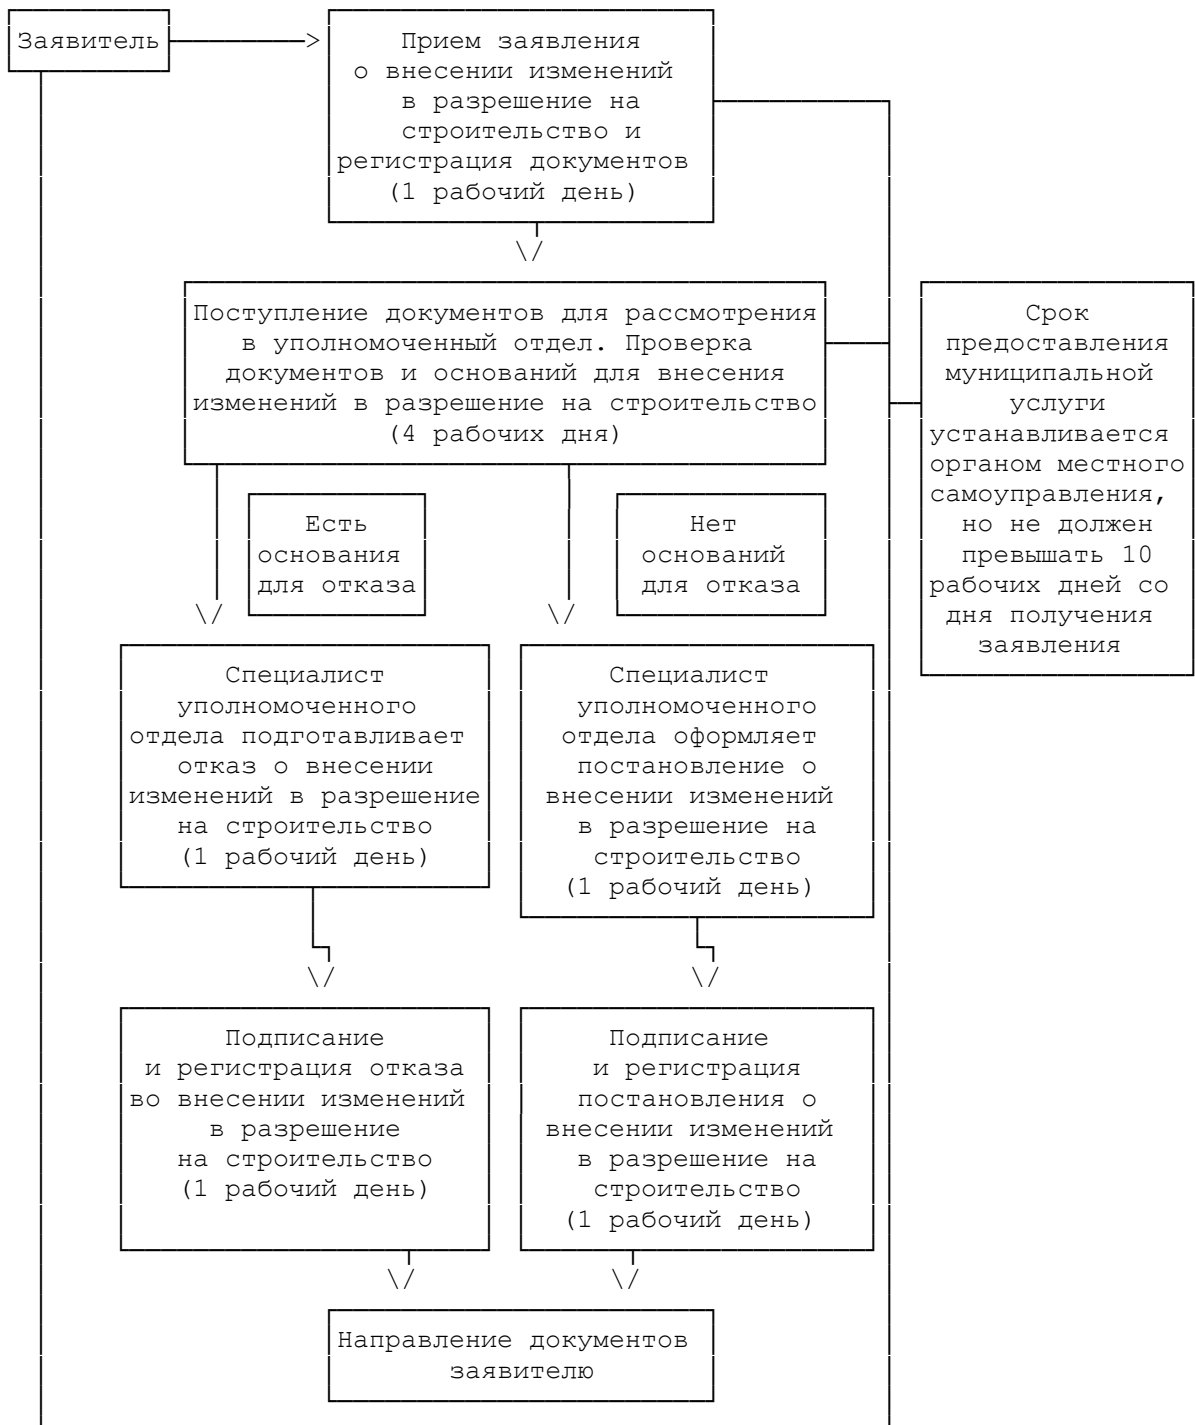 Заявитель
>
Прием заявления
о внесении изменений
в разрешение на
строительство и
регистрация документов
(1 рабочий день)
\/
Поступление документов для рассмотрения
в уполномоченный отдел. Проверка
документов и оснований для внесения
изменений в разрешение на строительство
(4 рабочих дня)
Срок
предоставления
муниципальной
услуги
устанавливается
органом местного
самоуправления,
но не должен
превышать 10
рабочих дней со
дня получения
заявления
Есть
основания
для отказа
Нет
оснований
для отказа
\/
\/
Специалист
уполномоченного
отдела подготавливает
отказ о внесении
изменений в разрешение
на строительство
(1 рабочий день)
Специалист
уполномоченного
отдела оформляет
постановление о
внесении изменений
в разрешение на
строительство
(1 рабочий день)
\/
\/
Подписание
и регистрация отказа
во внесении изменений
в разрешение
на строительство
(1 рабочий день)
Подписание
и регистрация
постановления о
внесении изменений
в разрешение на
строительство
(1 рабочий день)
\/
\/
Направление документов
заявителю